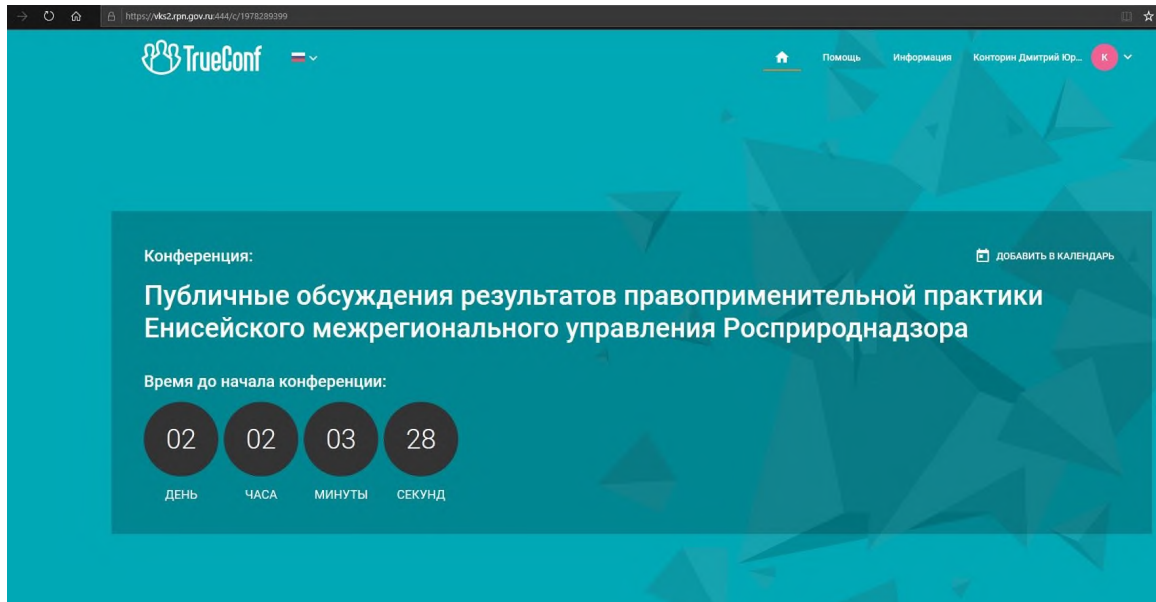 https://vks2.rpn.gov.ru:444/c/1978289399
TrueConf
Помощь Информация Конторин Дмитрий Юр... К
Конференция:
ДОБАВИТЬ В КАЛЕНДАРЬ
Публичные обсуждения результатов правоприменительной практики
Енисейского межрегионального управления Росприроднадзора
Время до начала конференции:
02 02 03 28
ДЕНЬ ЧАСА МИНУТЫ СЕКУНД